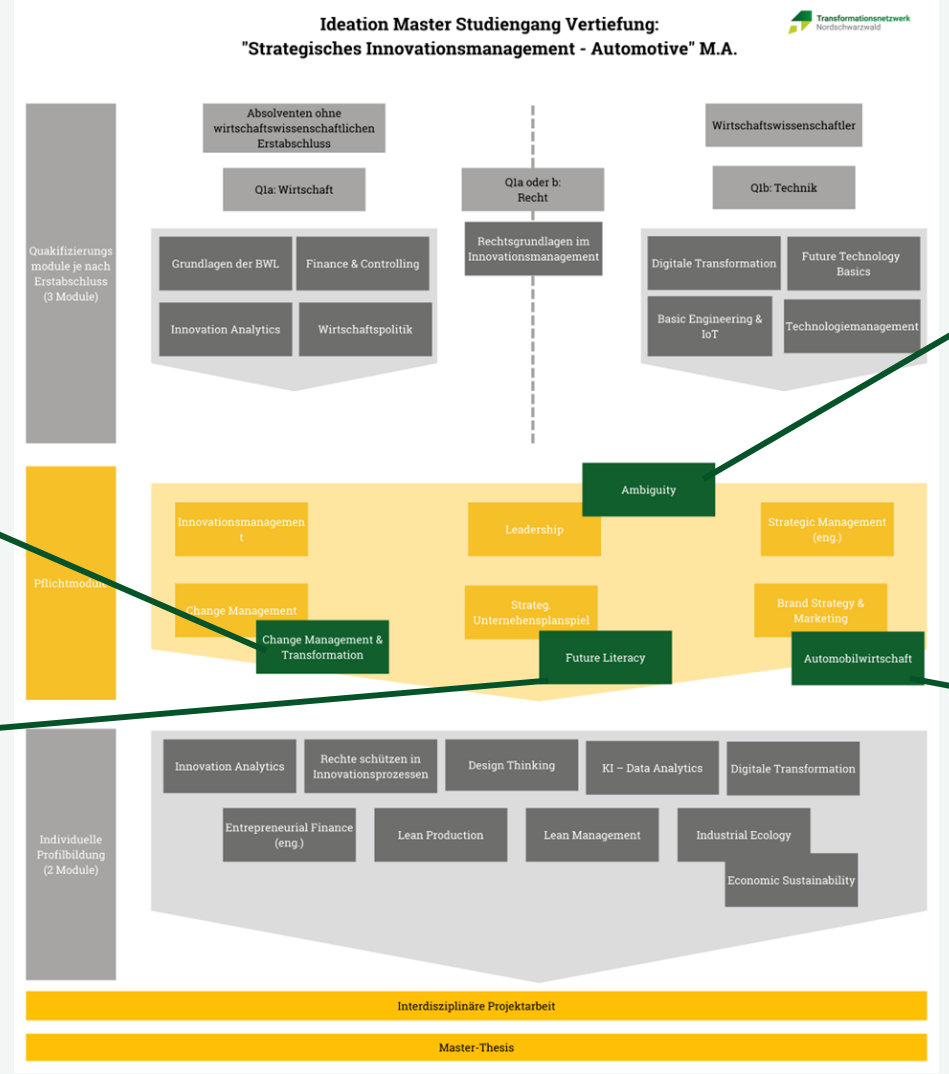 Ideation Master Studiengang Vertiefung:
"Strategisches Innovationsmanagement - Automotive" M.A.
Transformationsnetzwerk
Nordschwarzwald
Quakifizierungs
module je nach
Erstabschluss
(3 Module)
Absolventen ohne
wirtschaftswissenschaftlichen
Erstabschluss
Wirtschaftswissenschaftler
Q1a: Wirtschaft
Q1a oder b:
Recht
Q1b: Technik
Grundlagen der BWL
Finance & Controlling
Innovation Analytics
Wirtschaftspolitik
Rechtsgrundlagen im
Innovationsmanagement
Digitale Transformation
Future Technology
Basics
Basic Engineering &
IoT
Technologiemanagement
Pflichtmodule
Ambiguity
Innovationsmanagemen
t
Leadership
Strategic Management
(eng.)
Change Management
Strateg.
Unternehensplanspiel
Brand Strategy &
Marketing
Change Management &
Transformation
Future Literacy
Automobilwirtschaft
Individuelle
Profilbildung
(2 Module)
Innovation Analytics
Rechte schützen in
Innovationsprozessen
Design Thinking
KI – Data Analytics
Digitale Transformation
Entrepreneurial Finance
(eng.)
Lean Production
Lean Management
Industrial Ecology
Economic Sustainability
Interdisziplinäre Projektarbeit
Master-Thesis